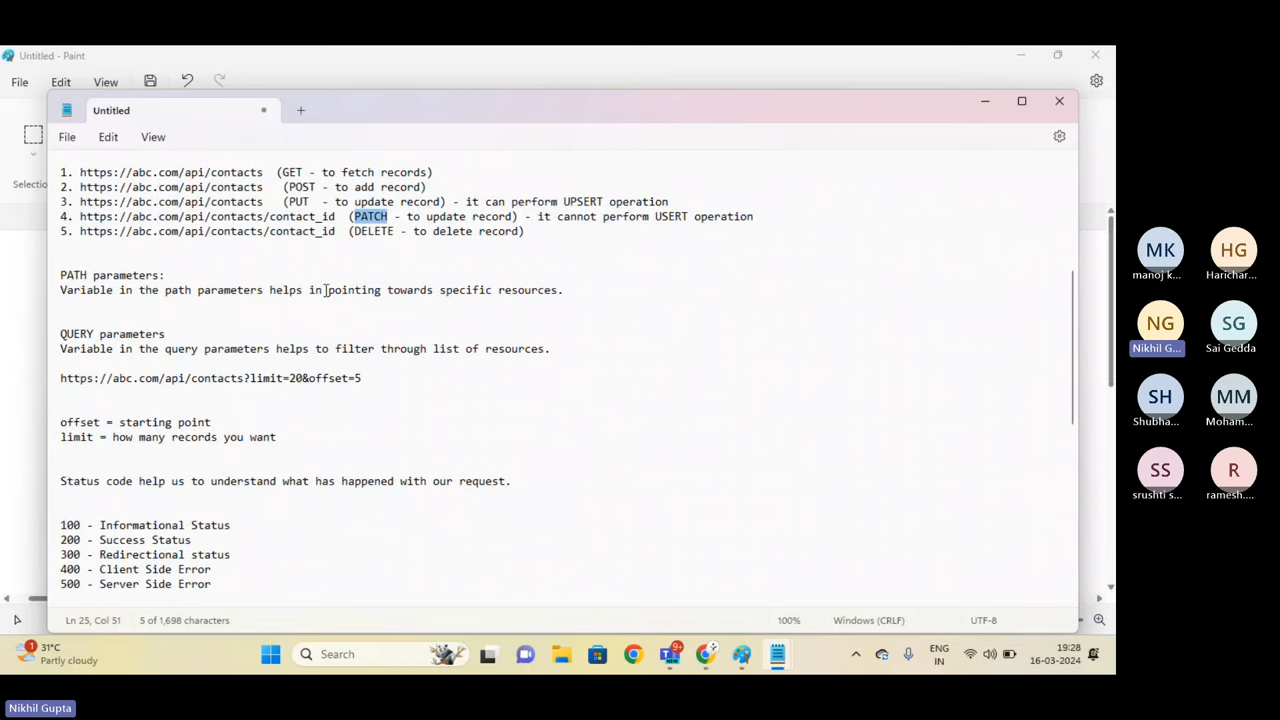 Untitled - Paint
File Edit View
Untitled
File Edit View
Selectio
1. https://abc.com/api/contacts (GET - to fetch records)
2. https://abc.com/api/contacts (POST - to add record)
3. https://abc.com/api/contacts (PUT - to update record) - it can perform UPSERT operation
4. https://abc.com/api/contacts/contact_id (PATCH - to update record) - it cannot perform USERT operation
5. https://abc.com/api/contacts/contact_id (DELETE - to delete record)
PATH parameters:
Variable in the path parameters helps in pointing towards specific resources.
QUERY parameters
Variable in the query parameters helps to filter through list of resources.
https://abc.com/api/contacts?limit=20&offset=5
offset = starting point
limit = how many records you want
Status code help us to understand what has happened with our request.
100 - Informational Status
200 - Success Status
300 - Redirectional status
400 - Client Side Error
500 - Server Side Error
Ln 25, Col 51 5 of 1,698 characters 100% Windows (CRLF) UTF-8
1 31°C
Partly cloudy
Search
NEW 9+
ENG
IN
19:28
16-03-2024
MK HG
manoj k... Harichar...
NG SG
Nikhil G... Sai Gedda
SH MM
Shubha... Moham...
SS R
srushti s... ramesh....
Nikhil Gupta